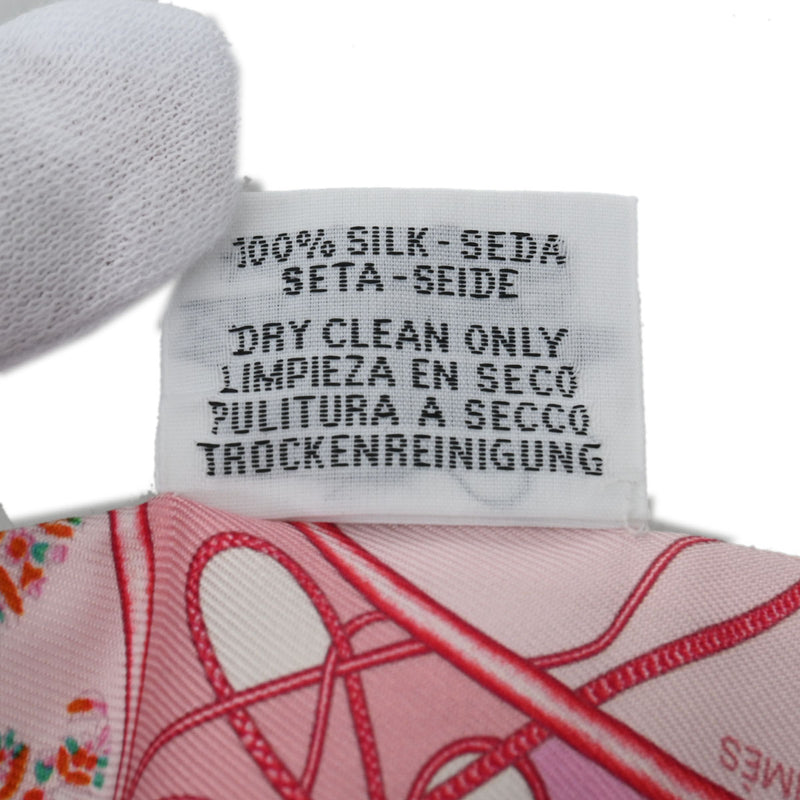 100% SILK-SEDA
SETA-SEIDE
DRY CLEAN ONLY
LIMPIEZA EN SECO
PULITURA A SECCO
TROCKENREINIGUNG